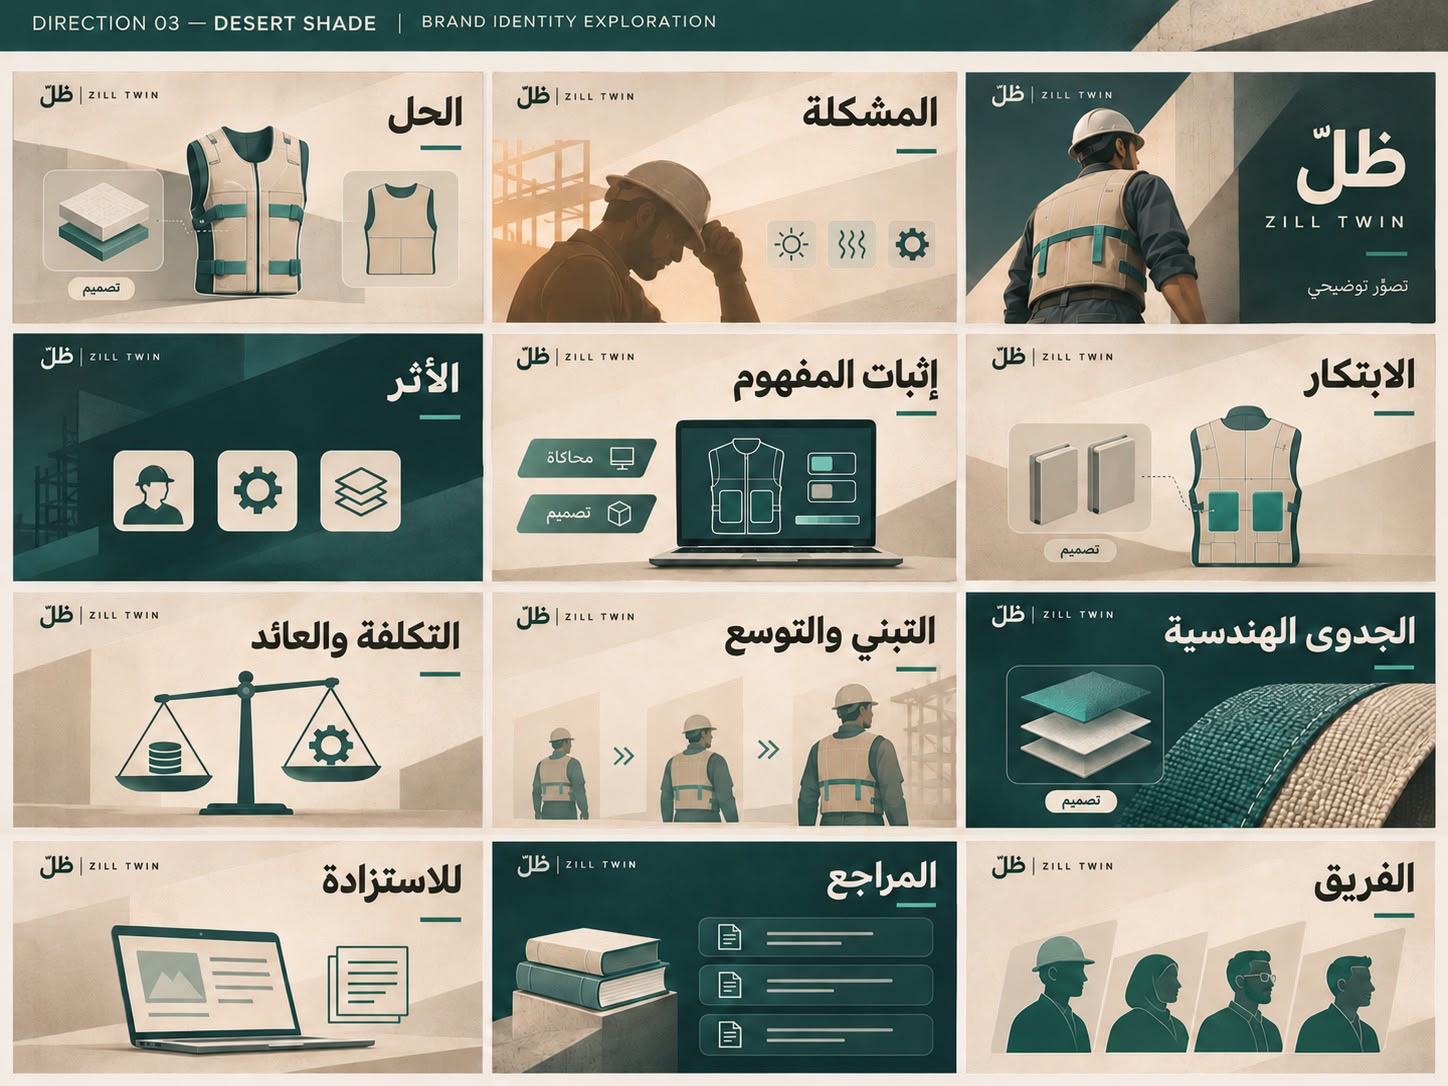 DIRECTION 03 — DESERT SHADE | BRAND IDENTITY EXPLORATION
ظلّ | ZILL TWIN
ظلّ
ZILL TWIN
تصوّر توضيحي
ظلّ | ZILL TWIN
المشكلة
ظلّ | ZILL TWIN
الحل
تصميم
ظلّ | ZILL TWIN
الابتكار
تصميم
ظلّ | ZILL TWIN
إثبات المفهوم
محاكاة
تصميم
ظلّ | ZILL TWIN
الأثر
ظلّ | ZILL TWIN
الجدوى الهندسية
تصميم
ظلّ | ZILL TWIN
التبني والتوسع
ظلّ | ZILL TWIN
التكلفة والعائد
ظلّ | ZILL TWIN
الفريق
ظلّ | ZILL TWIN
المراجع
ظلّ | ZILL TWIN
للاستزادة